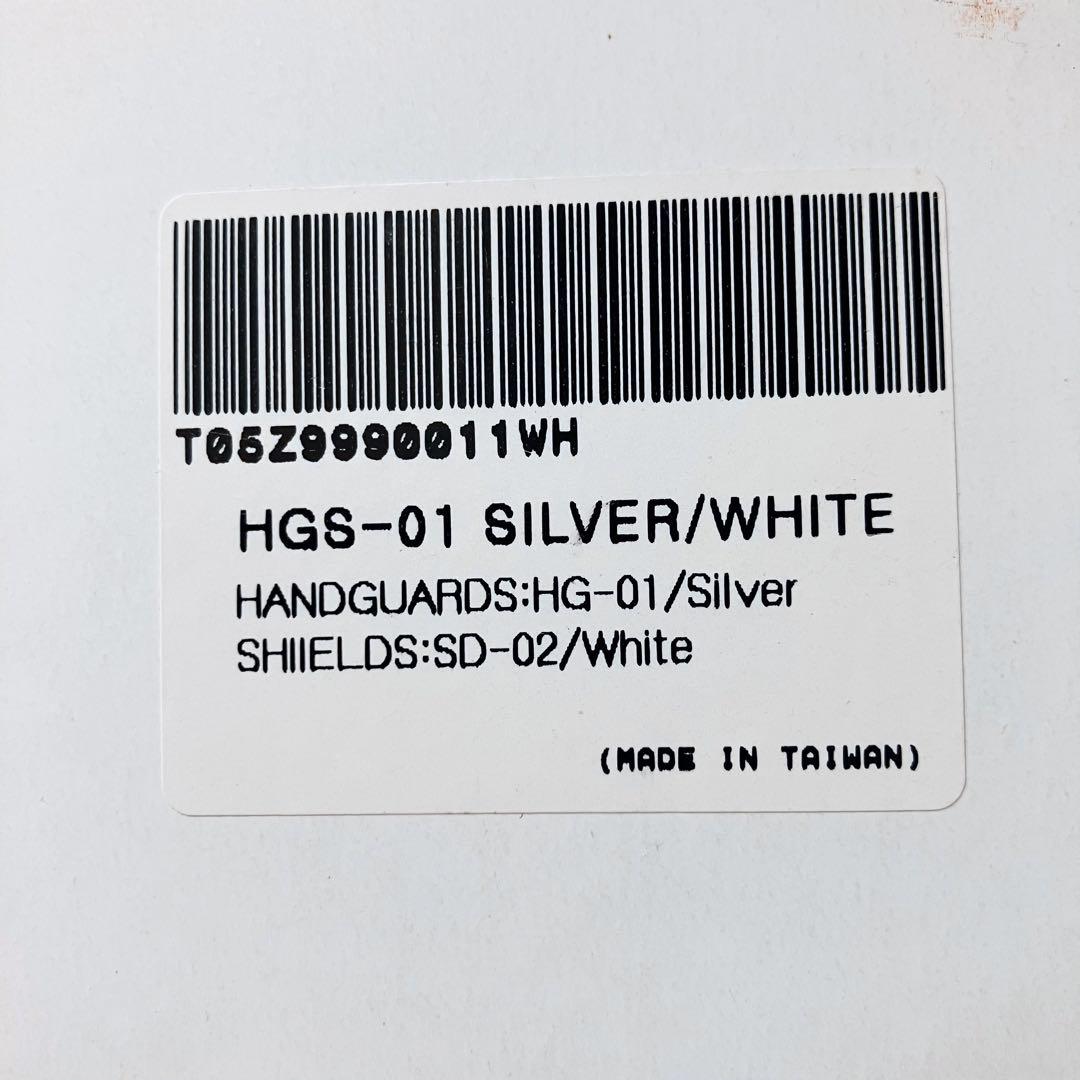 T05Z9990011WH
HGS-01 SILVER/WHITE
HANDGUARDS:HG-01/Silver
SHIIELDS:SD-02/White
(MADE IN TAIWAN)